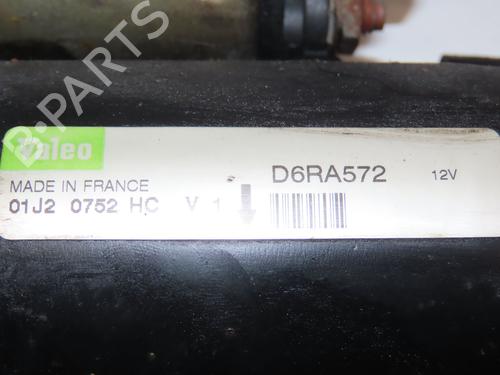 B-PARTS
Valeo
D6RA572 12V
MADE IN FRANCE
01J2 0752 HC V 1